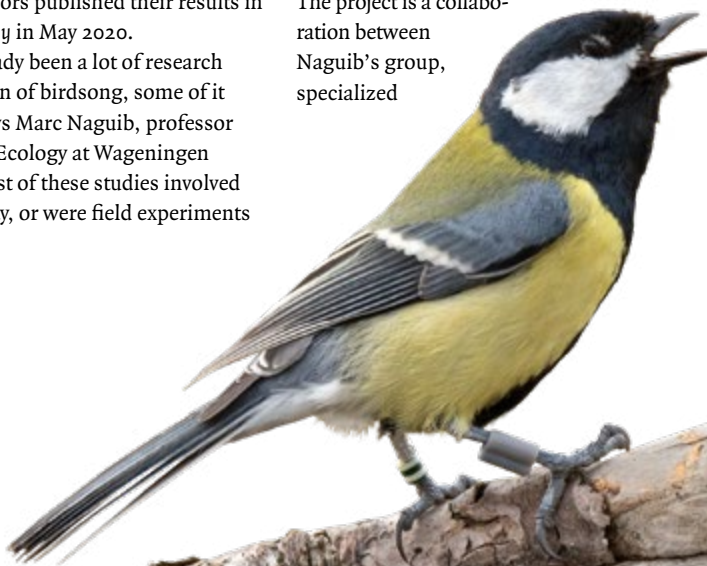 ors published their results in
y in May 2020.
dy been a lot of research
n of birdsong, some of it
s Marc Naguib, professor
Ecology at Wageningen
st of these studies involved
y, or were field experiments
The project is a collabo-
ration between
Naguib's group,
specialized